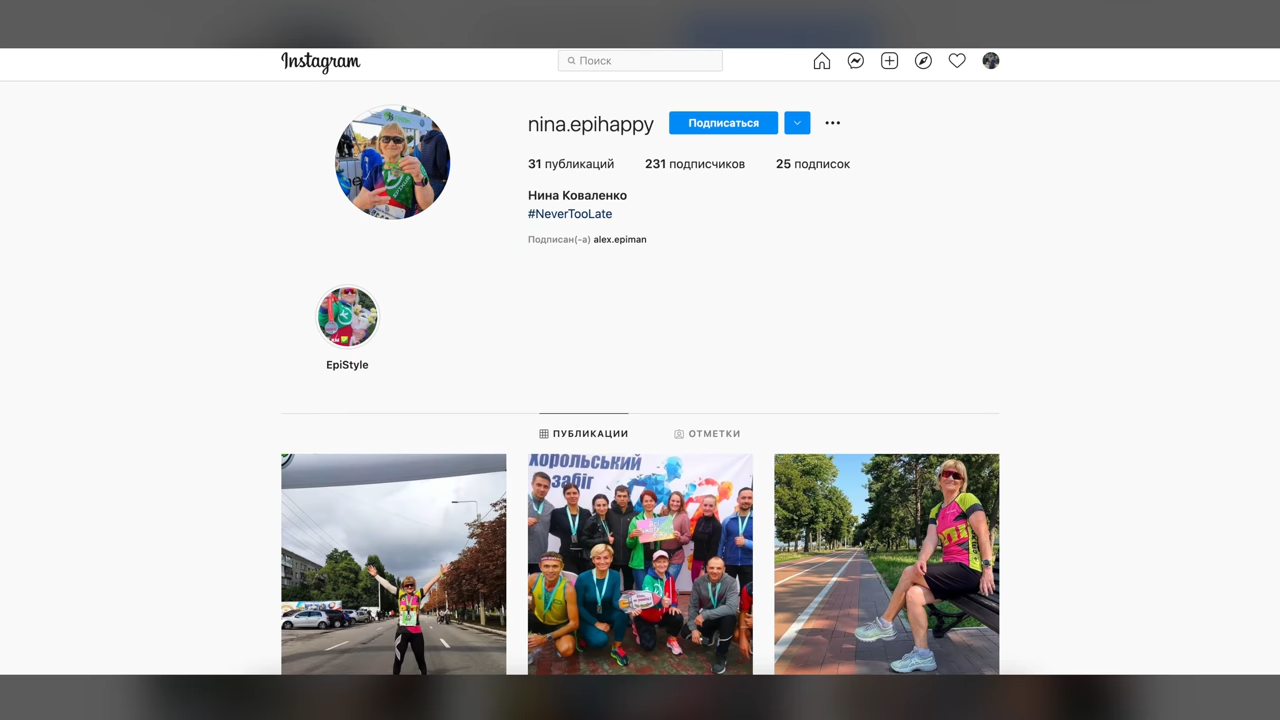 Instagram
Поиск
nina.epihappy
Подписаться
31 публикаций
231 подписчиков
25 подписок
Нина Коваленко
#NeverTooLate
Подписан(-а) alex.epiman
EpiStyle
ПУБЛИКАЦИИ
ОТМЕТКИ
Хорольський
забіг